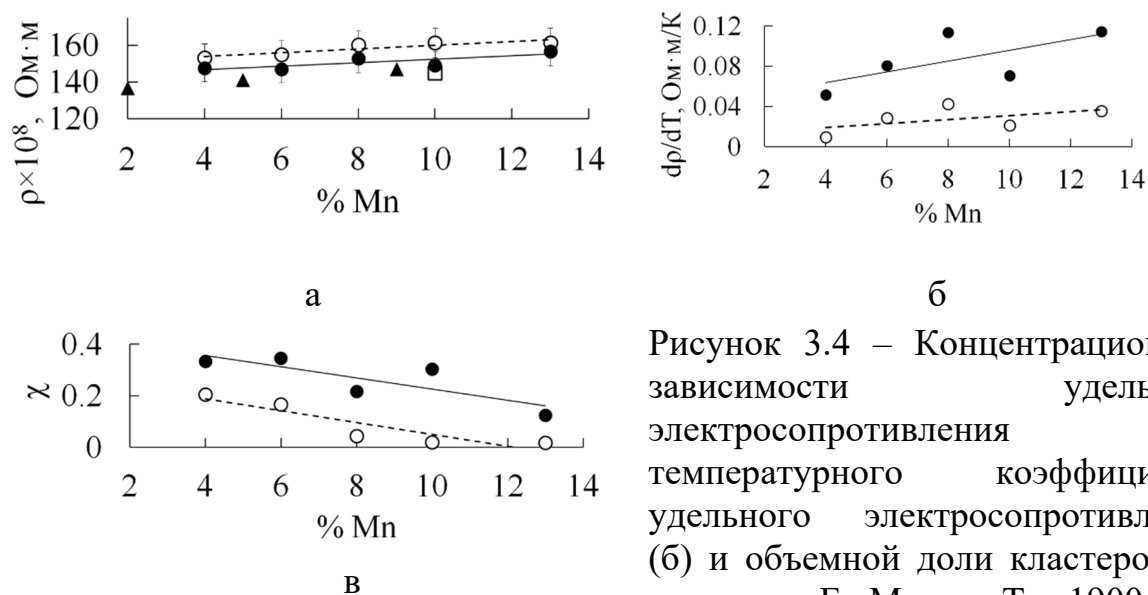 ρ×10⁸, Ом·м
160
140
120
2 4 6 8 10 12 14
% Mn
а
dρ/dT, Ом·м/К
0.12
0.08
0.04
0
2 4 6 8 10 12 14
% Mn
б
χ
0.4
0.2
0
2 4 6 8 10 12 14
% Mn
в
Рисунок 3.4 – Концентрацион
зависимости удель
электросопротивления
температурного коэффици
удельного электросопротивл
(б) и объемной доли кластеро